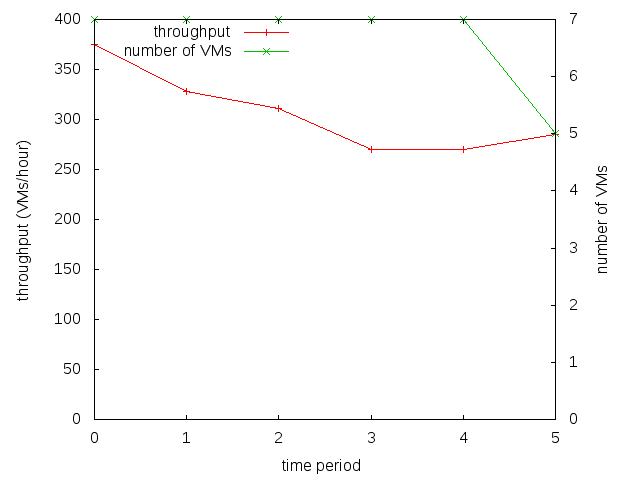 400
350
300
250
200
150
100
50
0
throughput (VMs/hour)
throughput
number of VMs
7
6
5
4
3
2
1
0
number of VMs
0 1 2 3 4 5
time period